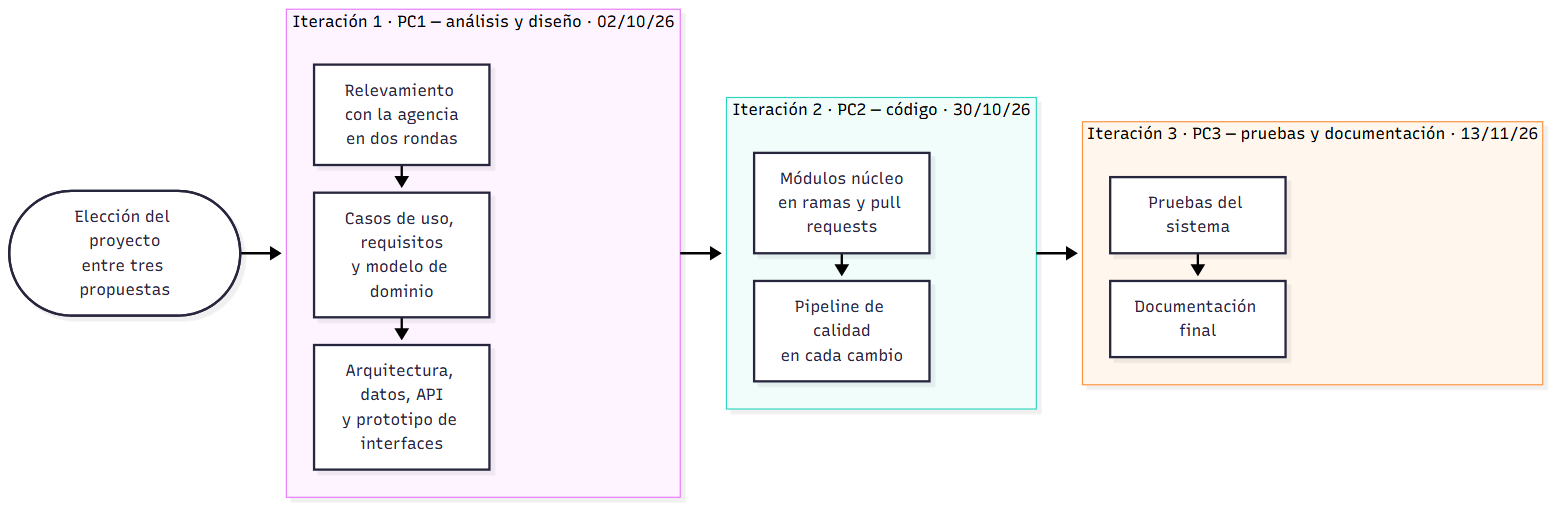 Elección del
proyecto
entre tres
propuestas
Iteración 1 · PC1 — análisis y diseño · 02/10/26
Relevamiento
con la agencia
en dos rondas
Casos de uso,
requisitos
y modelo de
dominio
Arquitectura,
datos, API
y prototipo de
interfaces
Iteración 2 · PC2 — código · 30/10/26
Módulos núcleo
en ramas y pull
requests
Pipeline de
calidad
en cada cambio
Iteración 3 · PC3 — pruebas y documentación · 13/11/26
Pruebas del
sistema
Documentación
final